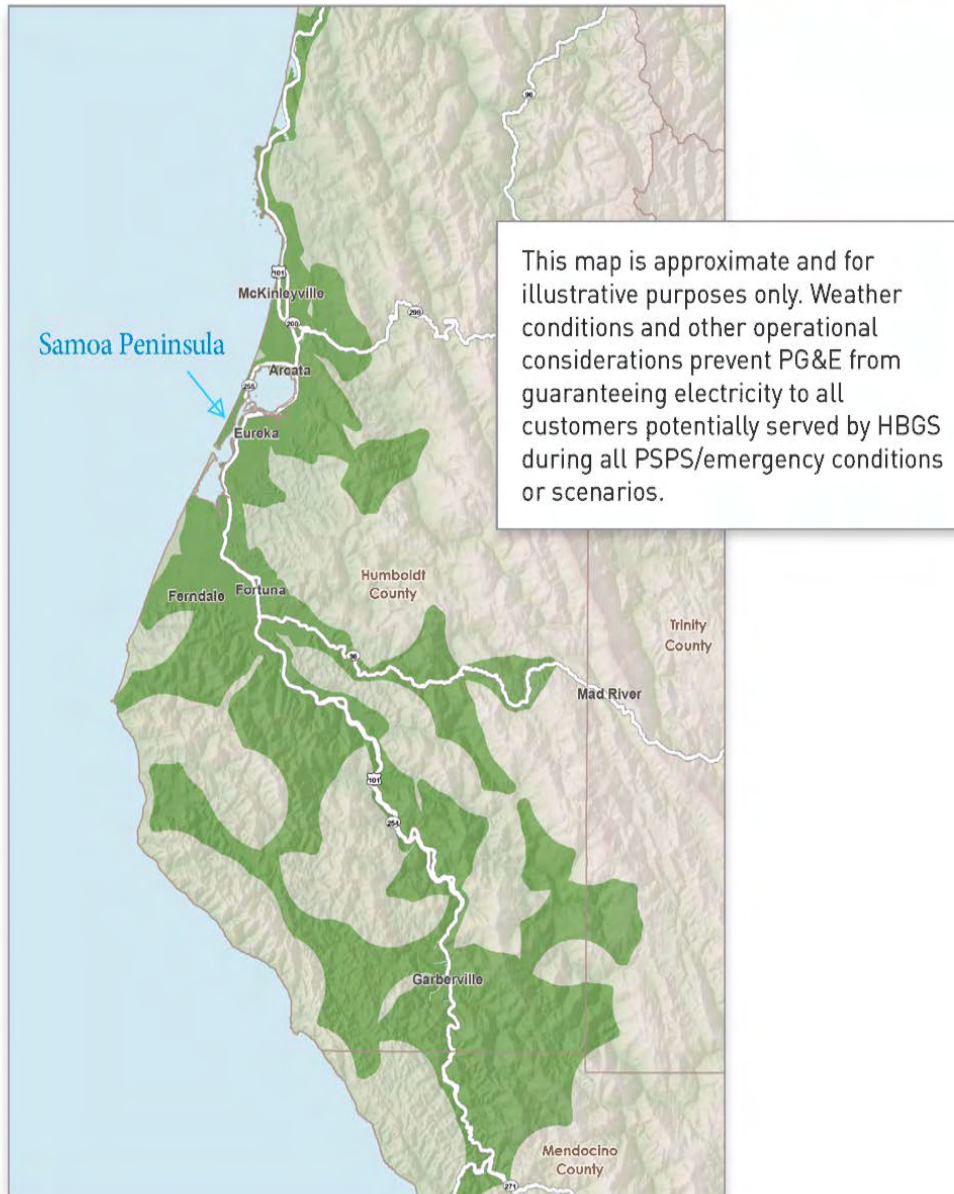 96
This map is approximate and for
illustrative purposes only. Weather
conditions and other operational
considerations prevent PG&E from
guaranteeing electricity to all
customers potentially served by HBGS
during all PSPS/emergency conditions
or scenarios.
101
McKinleyville
299
200
Samoa Peninsula
Arcata
255
Eureka
Humboldt
County
Ferndale
Fortuna
Trinity
County
36
Mad River
101
254
Garberville
Mendocino
County
271